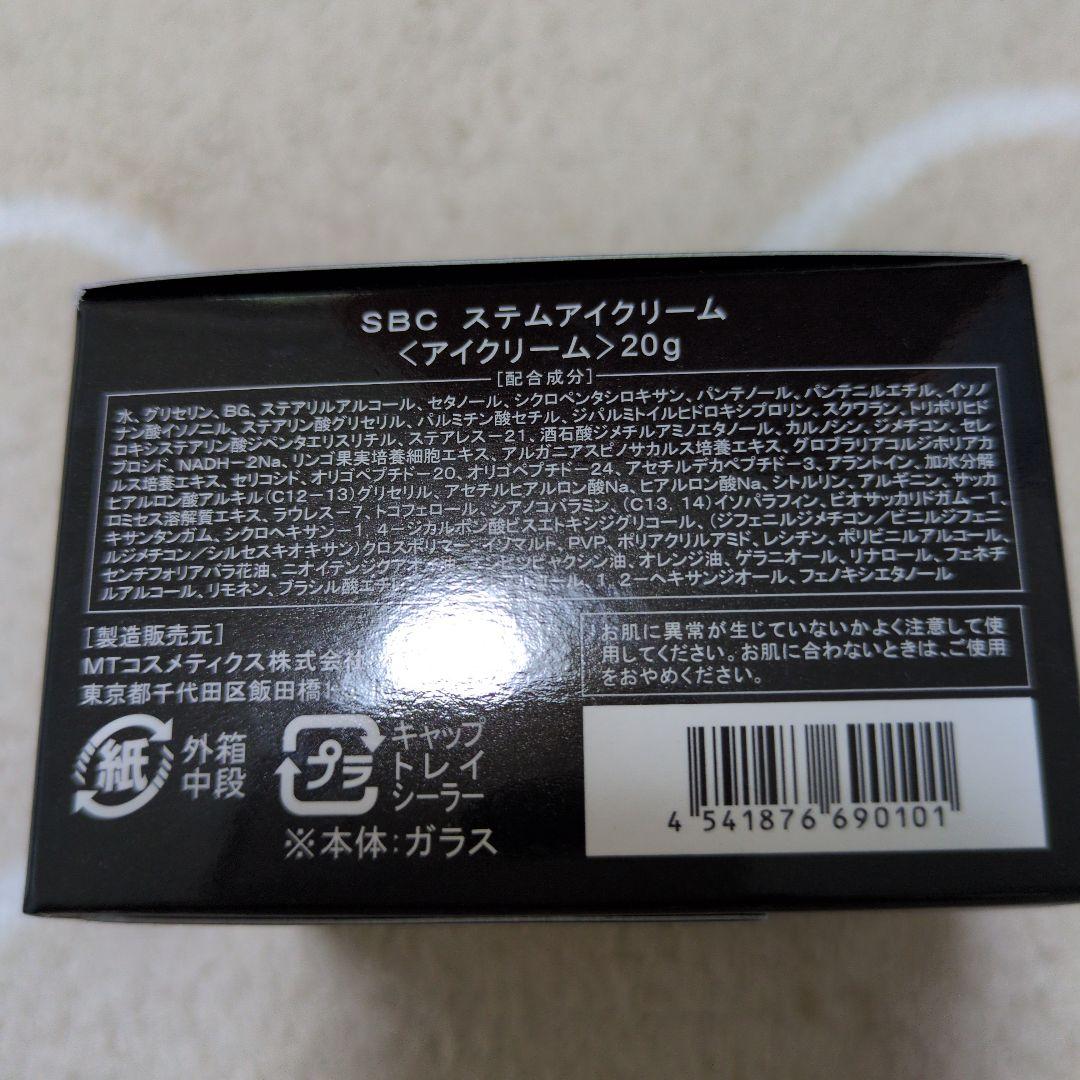 SBC ステムアイクリーム
<アイクリーム>20g
[配合成分]
水、グリセリン、BG、ステアリルアルコール、セタノール、シクロペンタシロキサン、パンテノール、パンテニルエチル、イソノ
ナン酸イソノニル、ステアリン酸グリセリル、パルミチン酸セチル、ジパルミトイルヒドロキシプロリン、スクワラン、トリポリヒド
ロキシステアリン酸ジペンタエリスリチル、ステアレス－21、酒石酸ジメチルアミノエタノール、カルノシン、ジメチコン、セレ
ブロシド、NADH－2Na、リンゴ果実培養細胞エキス、アルガニアスピノサカルス培養エキス、グロブラリアコルジホリアカ
ルス培養エキス、セリコシド、オリゴペプチド－20、オリゴペプチド－24、アセチルデカペプチド－3、アラントイン、加水分解
ヒアルロン酸アルキル(C12－13)グリセリル、アセチルヒアルロン酸Na、ヒアルロン酸Na、シトルリン、アルギニン、サッカ
ロミセス溶解質エキス、ラウレス－7、トコフェロール、シアノコバラミン、(C13，14)イソパラフィン、ビオサッカリドガム－1、
キサンタンガム、シクロヘキサン－1，4－ジカルボン酸ビスエトキシジグリコール、(ジフェニルジメチコン/ビニルジフェニ
ルジメチコン/シルセスキオキサン)クロスポリマー、イソマルト、PVP、ポリアクリルアミド、レシチン、ポリビニルアルコール、
センチフォリアバラ花油、ニオイテンジクアオイ ビャクシン油、オレンジ油、ゲラニオール、リナロール、フェネチ
ルアルコール、リモネン、ブラシル酸エチレ ール、1，2－ヘキサンジオール、フェノキシエタノール
[製造販売元]
MTコスメティクス株式会社
東京都千代田区飯田橋
お肌に異常が生じていないかよく注意して使
用してください。お肌に合わないときは、ご使用
をおやめください。
紙 外箱
中段
プラ キャップ
トレイ
シーラー
※本体:ガラス
4 541876 690101